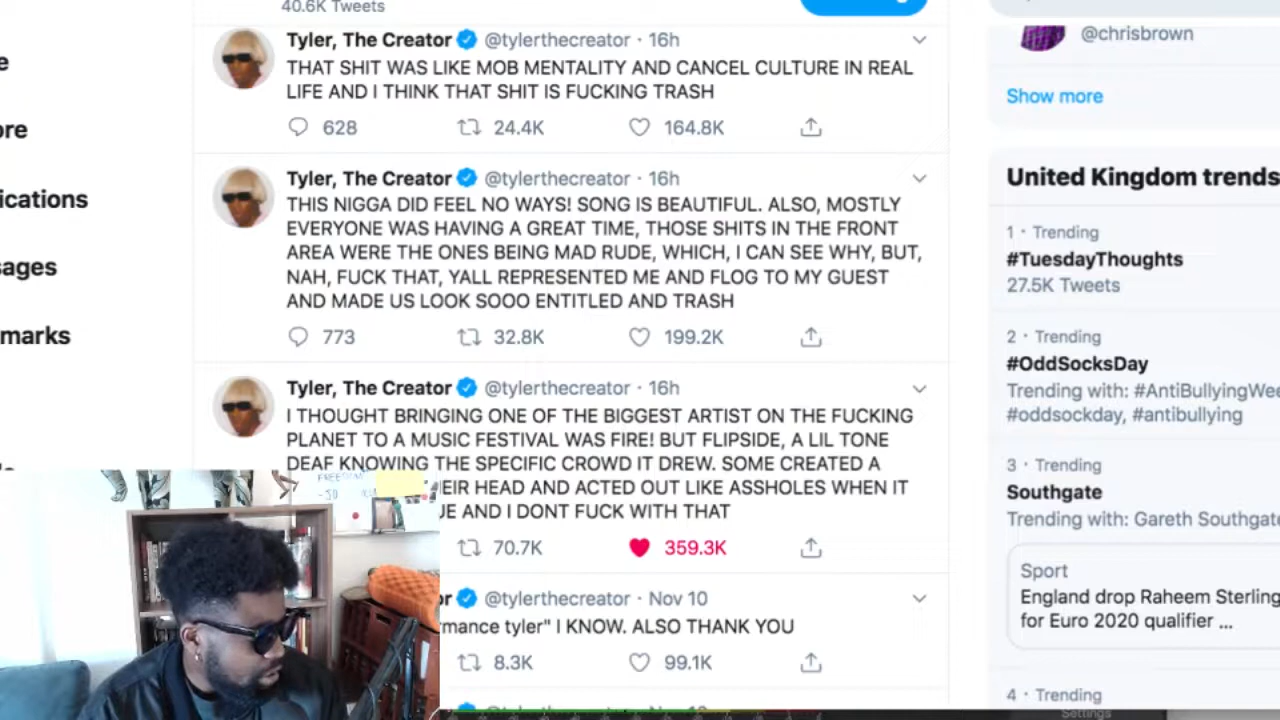 40.6K Tweets
Tyler, The Creator @tylerthecreator · 16h
THAT SHIT WAS LIKE MOB MENTALITY AND CANCEL CULTURE IN REAL
LIFE AND I THINK THAT SHIT IS FUCKING TRASH
628 24.4K 164.8K
Tyler, The Creator @tylerthecreator · 16h
THIS NIGGA DID FEEL NO WAYS! SONG IS BEAUTIFUL. ALSO, MOSTLY
EVERYONE WAS HAVING A GREAT TIME, THOSE SHITS IN THE FRONT
AREA WERE THE ONES BEING MAD RUDE, WHICH, I CAN SEE WHY, BUT,
NAH, FUCK THAT, YALL REPRESENTED ME AND FLOG TO MY GUEST
AND MADE US LOOK SOOO ENTITLED AND TRASH
773 32.8K 199.2K
Tyler, The Creator @tylerthecreator · 16h
I THOUGHT BRINGING ONE OF THE BIGGEST ARTIST ON THE FUCKING
PLANET TO A MUSIC FESTIVAL WAS FIRE! BUT FLIPSIDE, A LIL TONE
DEAF KNOWING THE SPECIFIC CROWD IT DREW. SOME CREATED A
EIR HEAD AND ACTED OUT LIKE ASSHOLES WHEN IT
UE AND I DONT FUCK WITH THAT
70.7K 359.3K
or @tylerthecreator · Nov 10
rmance tyler" I KNOW. ALSO THANK YOU
8.3K 99.1K
e
ore
ications
sages
marks
FREEDOM
@chrisbrown
Show more
United Kingdom trends
1 · Trending
#TuesdayThoughts
27.5K Tweets
2 · Trending
#OddSocksDay
Trending with: #AntiBullyingWee
#oddsockday, #antibullying
3 · Trending
Southgate
Trending with: Gareth Southgate
Sport
England drop Raheem Sterling
for Euro 2020 qualifier ...
4 · Trending
Settings